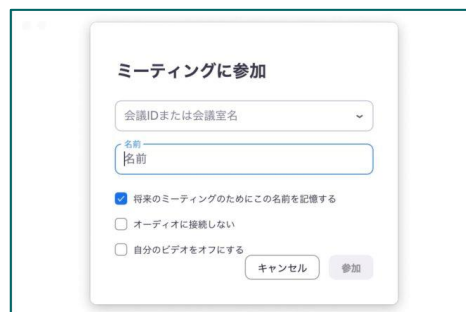 ミーティングに参加
会議IDまたは会議室名
名前
名前
将来のミーティングのためにこの名前を記憶する
オーディオに接続しない
自分のビデオをオフにする
キャンセル
参加